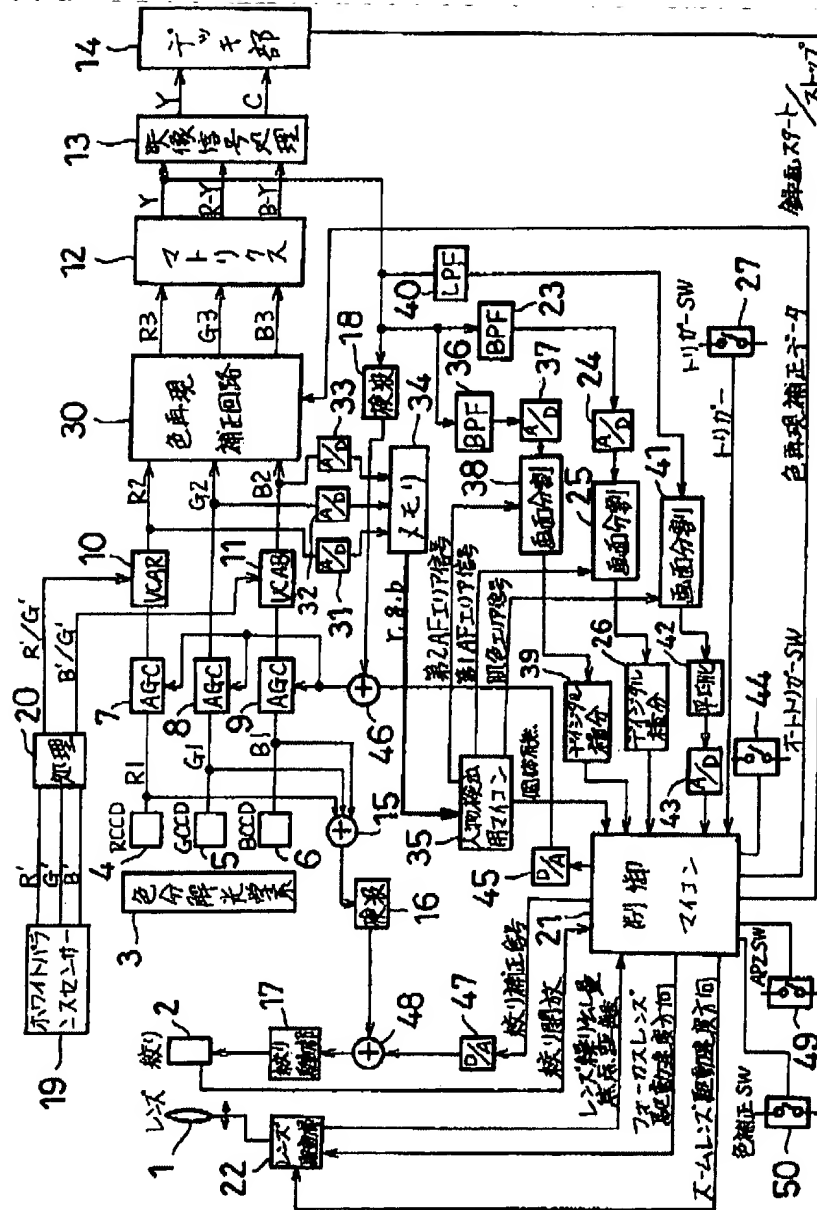 14
デッキ部
Y
C
13
映像信号処理
Y
R-Y
B-Y
12
マトリクス
R3
G3
B3
30
色再現
補正回路
R2
G2
B2
10
VCAR
11
VCAB
R'/G'
B'/G'
20
処理
R'
G'
B'
19
ホワイトバラ
ンスセンサー
7
AGC
8
AGC
9
AGC
R1
G1
B1
4
RCCD
5
GCCD
6
BCCD
3
色分解光学系
15
16
検波
46
18
検波
31
A/D
32
A/D
33
A/D
34
メモリ
r.g.b
40
LPF
23
BPF
36
BPF
37
A/D
24
A/D
38
画面分割
25
画面分割
41
画面分割
第2AFエリア信号
第1AFエリア信号
肌色エリア信号
35
人物検出
用マイコン
39
デイジタル
積分
26
デイジタル
積分
42
平均化
43
A/D
44
オートトリガーSW
27
トリガーSW
トリガー
色再現補正データ
録画スタート/
ストップ
45
D/A
21
制御
マイコン
絞り補正信号
絞り開放
レンズ繰り出し量
焦点距離
フォーカスレンズ
駆動速度方向
ズームレンズ駆動速度方向
47
D/A
48
17
絞り
2
絞り
1
レンズ
22
レンズ
APZSW
49
色補正SW
50